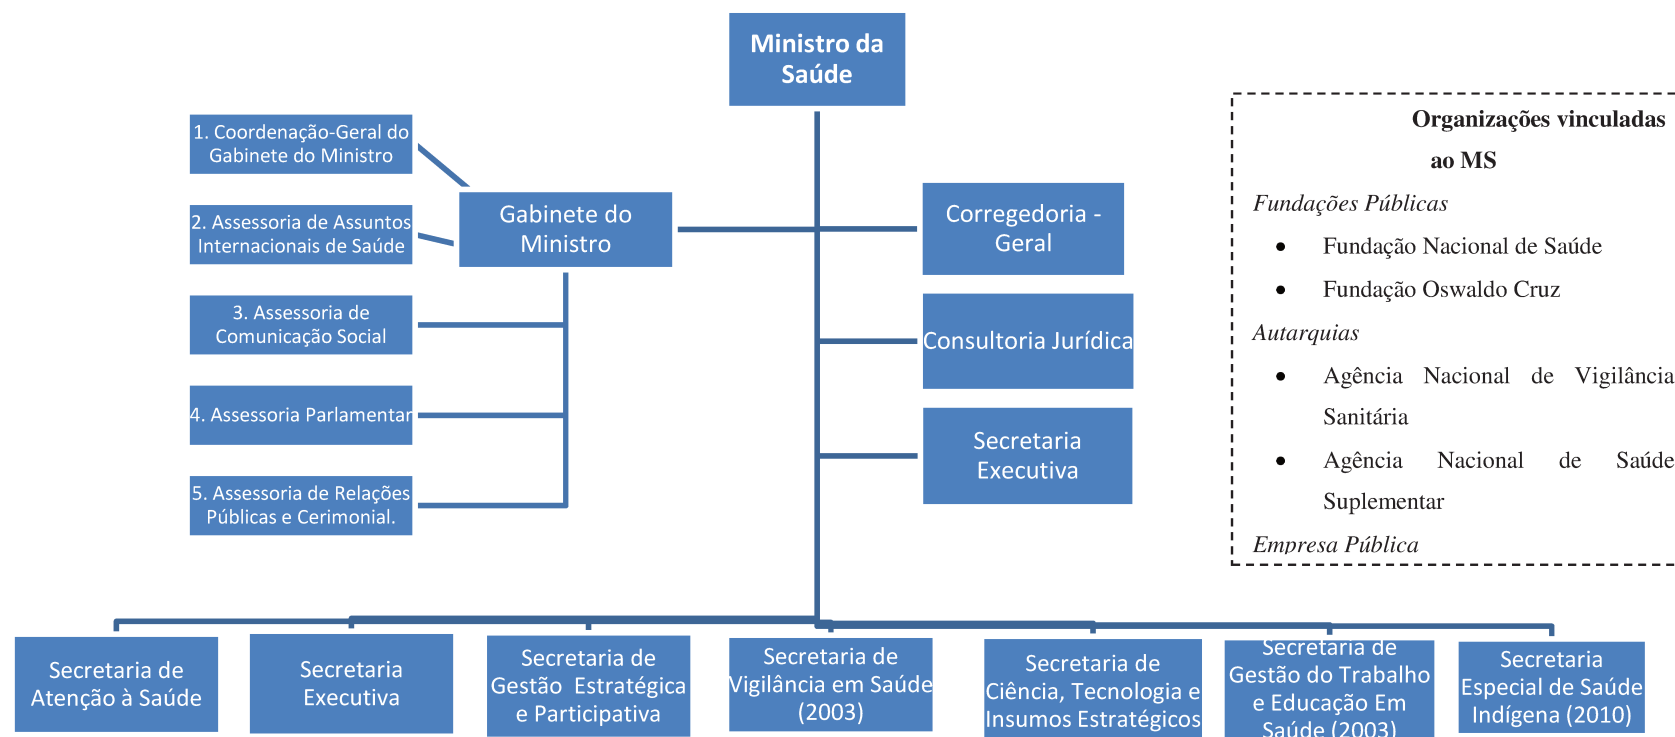 Ministro da
Saúde
1. Coordenação-Geral do
Gabinete do Ministro
2. Assessoria de Assuntos
Internacionais de Saúde
3. Assessoria de
Comunicação Social
4. Assessoria Parlamentar
5. Assessoria de Relações
Públicas e Cerimonial.
Gabinete do
Ministro
Corregedoria -
Geral
Consultoria Jurídica
Secretaria
Executiva
Organizações vinculadas
ao MS
Fundações Públicas
• Fundação Nacional de Saúde
• Fundação Oswaldo Cruz
Autarquias
• Agência Nacional de Vigilância
Sanitária
• Agência Nacional de Saúde
Suplementar
Empresa Pública
Secretaria de
Atenção à Saúde
Secretaria
Executiva
Secretaria de
Gestão Estratégica
e Participativa
Secretaria de
Vigilância em Saúde
(2003)
Secretaria de
Ciência, Tecnologia e
Insumos Estratégicos
Secretaria de
Gestão do Trabalho
e Educação Em
Saúde (2003)
Secretaria
Especial de Saúde
Indígena (2010)